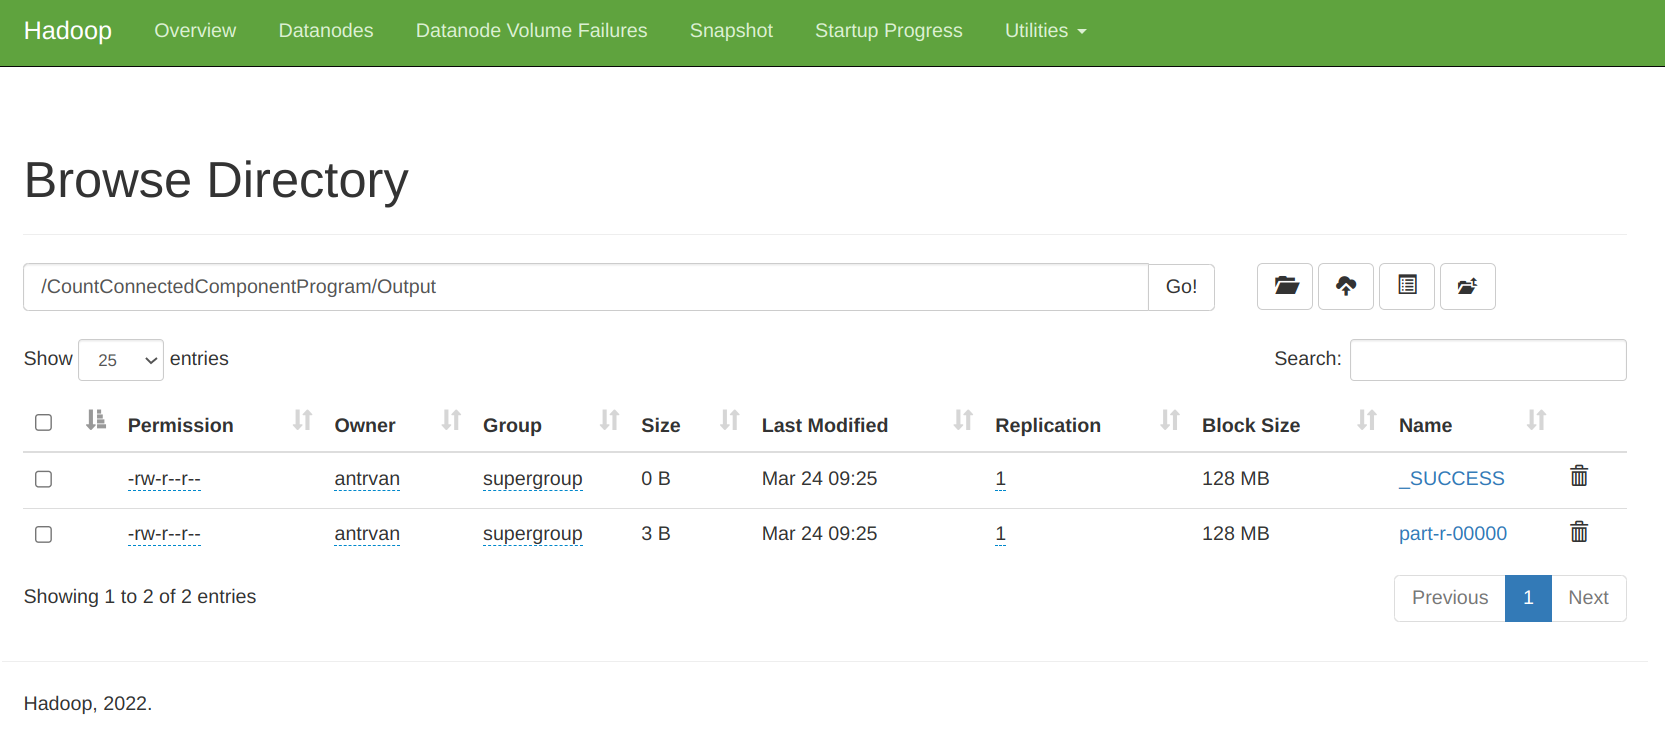 Hadoop Overview Datanodes Datanode Volume Failures Snapshot Startup Progress Utilities
Browse Directory
/CountConnectedComponentProgram/Output Go!
Show 25 entries Search:
Permission Owner Group Size Last Modified Replication Block Size Name
-rw-r--r-- antrvan supergroup 0 B Mar 24 09:25 1 128 MB _SUCCESS
-rw-r--r-- antrvan supergroup 3 B Mar 24 09:25 1 128 MB part-r-00000
Showing 1 to 2 of 2 entries Previous 1 Next
Hadoop, 2022.